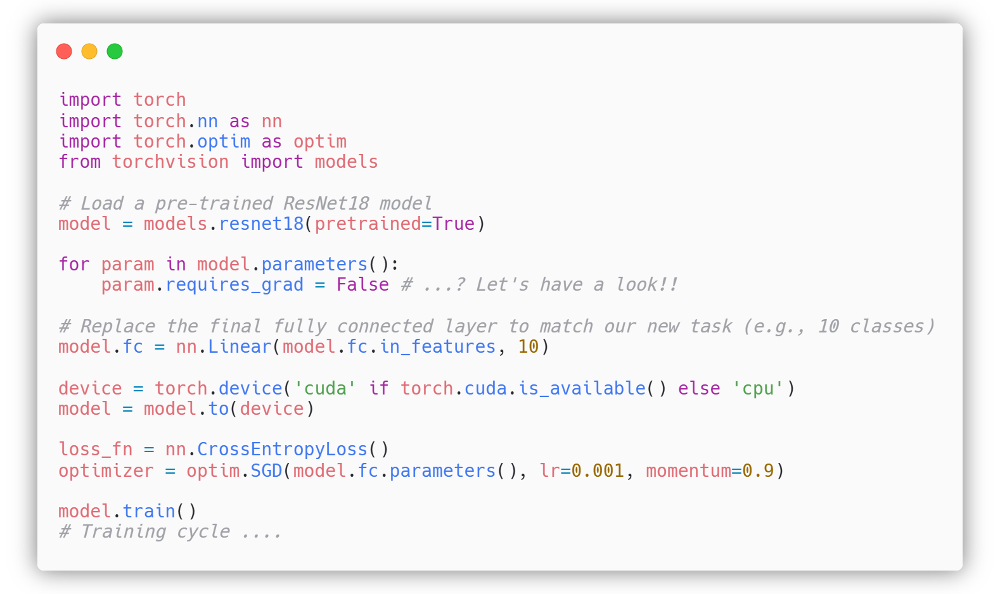 import torch
import torch.nn as nn
import torch.optim as optim
from torchvision import models

# Load a pre-trained ResNet18 model
model = models.resnet18(pretrained=True)

for param in model.parameters():
    param.requires_grad = False # ...? Let's have a look!!

# Replace the final fully connected layer to match our new task (e.g., 10 classes)
model.fc = nn.Linear(model.fc.in_features, 10)

device = torch.device('cuda' if torch.cuda.is_available() else 'cpu')
model = model.to(device)

loss_fn = nn.CrossEntropyLoss()
optimizer = optim.SGD(model.fc.parameters(), lr=0.001, momentum=0.9)

model.train()
# Training cycle ....